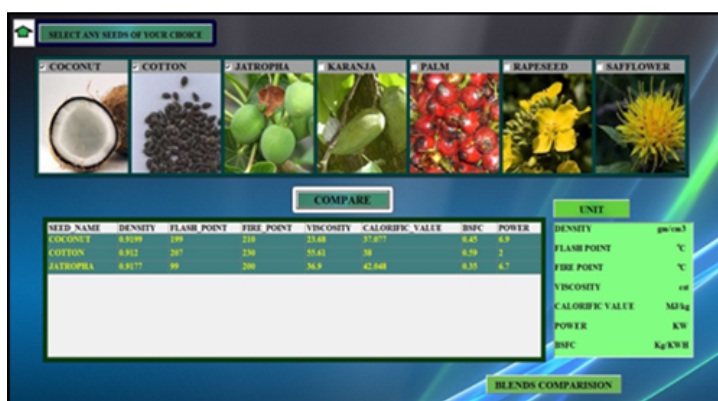 SELECT ANY SEEDS OF YOUR CHOICE
COCONUT COTTON JATROPHA KARANJA PALM RAPESEED SAFFLOWER
COMPARE
UNIT
SEED_NAME DENSITY FLASH_POINT FIRE_POINT VISCOSITY CALORIFIC_VALUE BSFC POWER
COCONUT 0.9199 199 210 23.68 37.077 0.45 6.9
COTTON 0.912 207 230 55.61 38 0.59 2
JATROPHA 0.9177 99 200 36.9 42.048 0.35 6.7
DENSITY gm/cm3
FLASH POINT °C
FIRE POINT °C
VISCOSITY cst
CALORIFIC VALUE MJ/kg
POWER KW
BSFC Kg/KWH
BLENDS COMPARISION